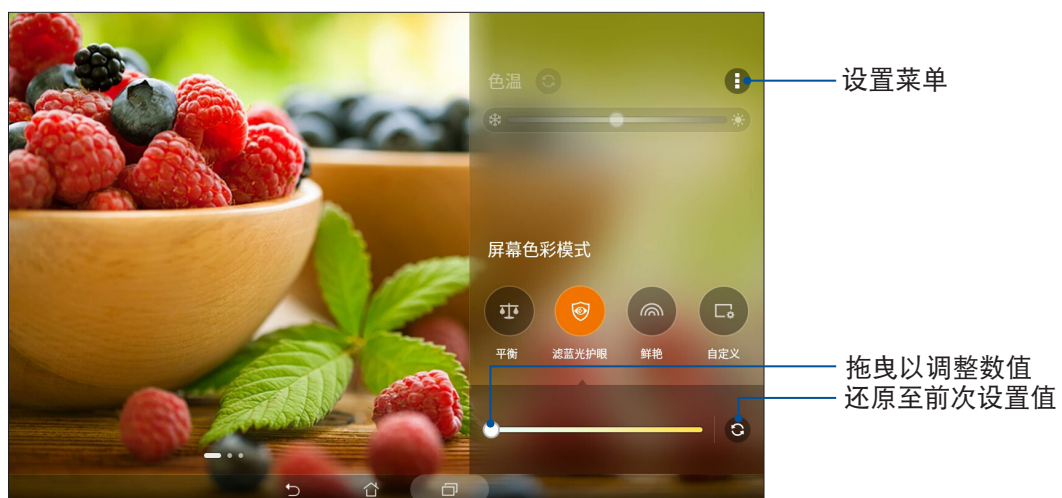 色温
设置菜单
屏幕色彩模式
平衡
滤蓝光护眼
鲜艳
自定义
拖曳以调整数值
还原至前次设置值